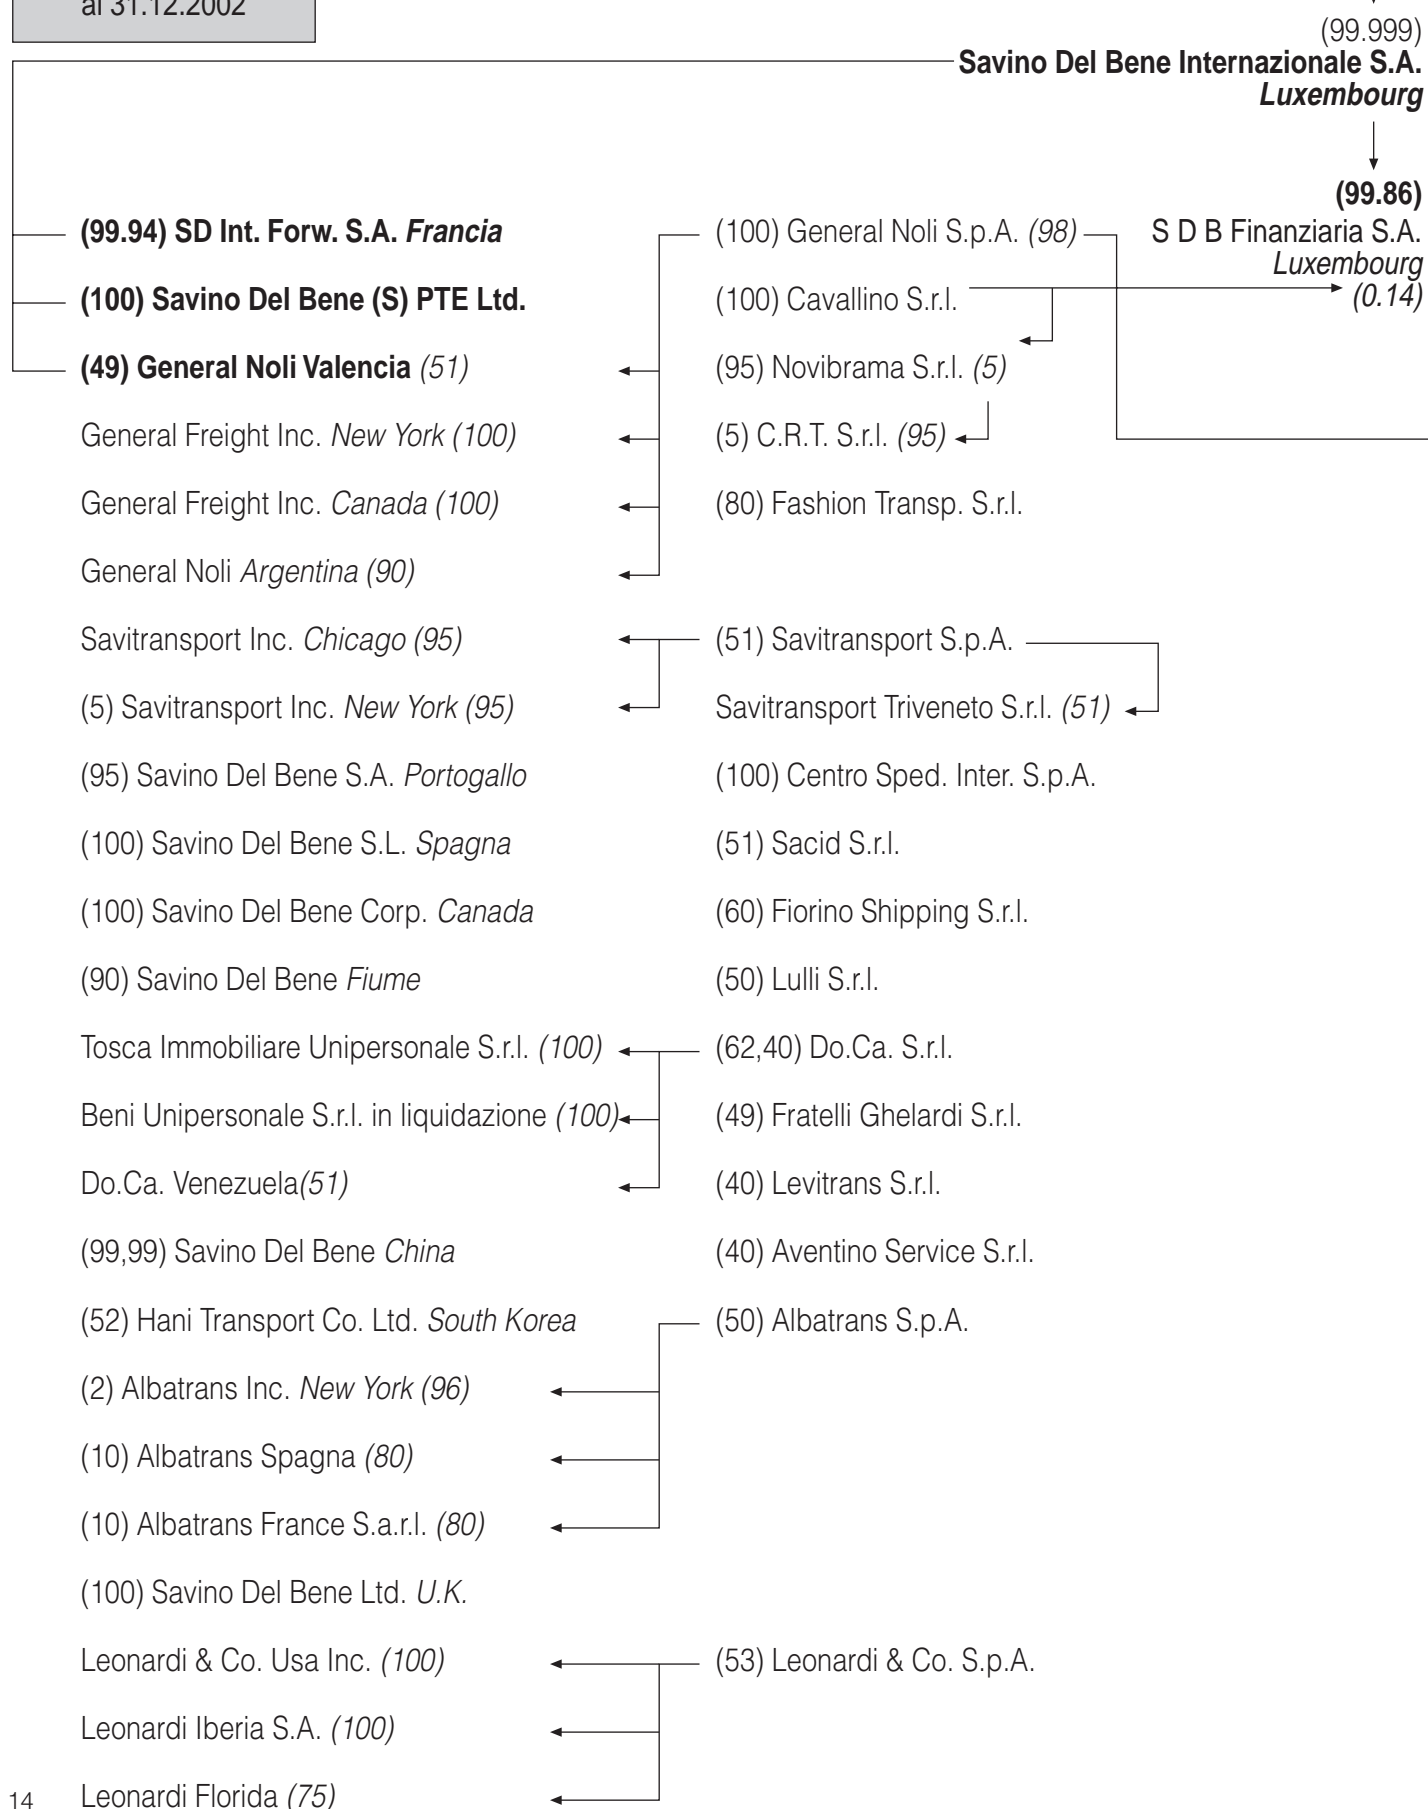 al 31.12.2002
(99.999)
Savino Del Bene Internazionale S.A.
Luxembourg
(99.86)
S D B Finanziaria S.A.
Luxembourg
(0.14)
(99.94) SD Int. Forw. S.A. Francia
(100) Savino Del Bene (S) PTE Ltd.
(49) General Noli Valencia (51)
General Freight Inc. New York (100)
General Freight Inc. Canada (100)
General Noli Argentina (90)
Savitransport Inc. Chicago (95)
(5) Savitransport Inc. New York (95)
(95) Savino Del Bene S.A. Portogallo
(100) Savino Del Bene S.L. Spagna
(100) Savino Del Bene Corp. Canada
(90) Savino Del Bene Fiume
Tosca Immobiliare Unipersonale S.r.l. (100)
Beni Unipersonale S.r.l. in liquidazione (100)
Do.Ca. Venezuela(51)
(99,99) Savino Del Bene China
(52) Hani Transport Co. Ltd. South Korea
(2) Albatrans Inc. New York (96)
(10) Albatrans Spagna (80)
(10) Albatrans France S.a.r.l. (80)
(100) Savino Del Bene Ltd. U.K.
Leonardi & Co. Usa Inc. (100)
Leonardi Iberia S.A. (100)
Leonardi Florida (75)
(100) General Noli S.p.A. (98)
(100) Cavallino S.r.l.
(95) Novibrama S.r.l. (5)
(5) C.R.T. S.r.l. (95)
(80) Fashion Transp. S.r.l.
(51) Savitransport S.p.A.
Savitransport Triveneto S.r.l. (51)
(100) Centro Sped. Inter. S.p.A.
(51) Sacid S.r.l.
(60) Fiorino Shipping S.r.l.
(50) Lulli S.r.l.
(62,40) Do.Ca. S.r.l.
(49) Fratelli Ghelardi S.r.l.
(40) Levitrans S.r.l.
(40) Aventino Service S.r.l.
(50) Albatrans S.p.A.
(53) Leonardi & Co. S.p.A.
14